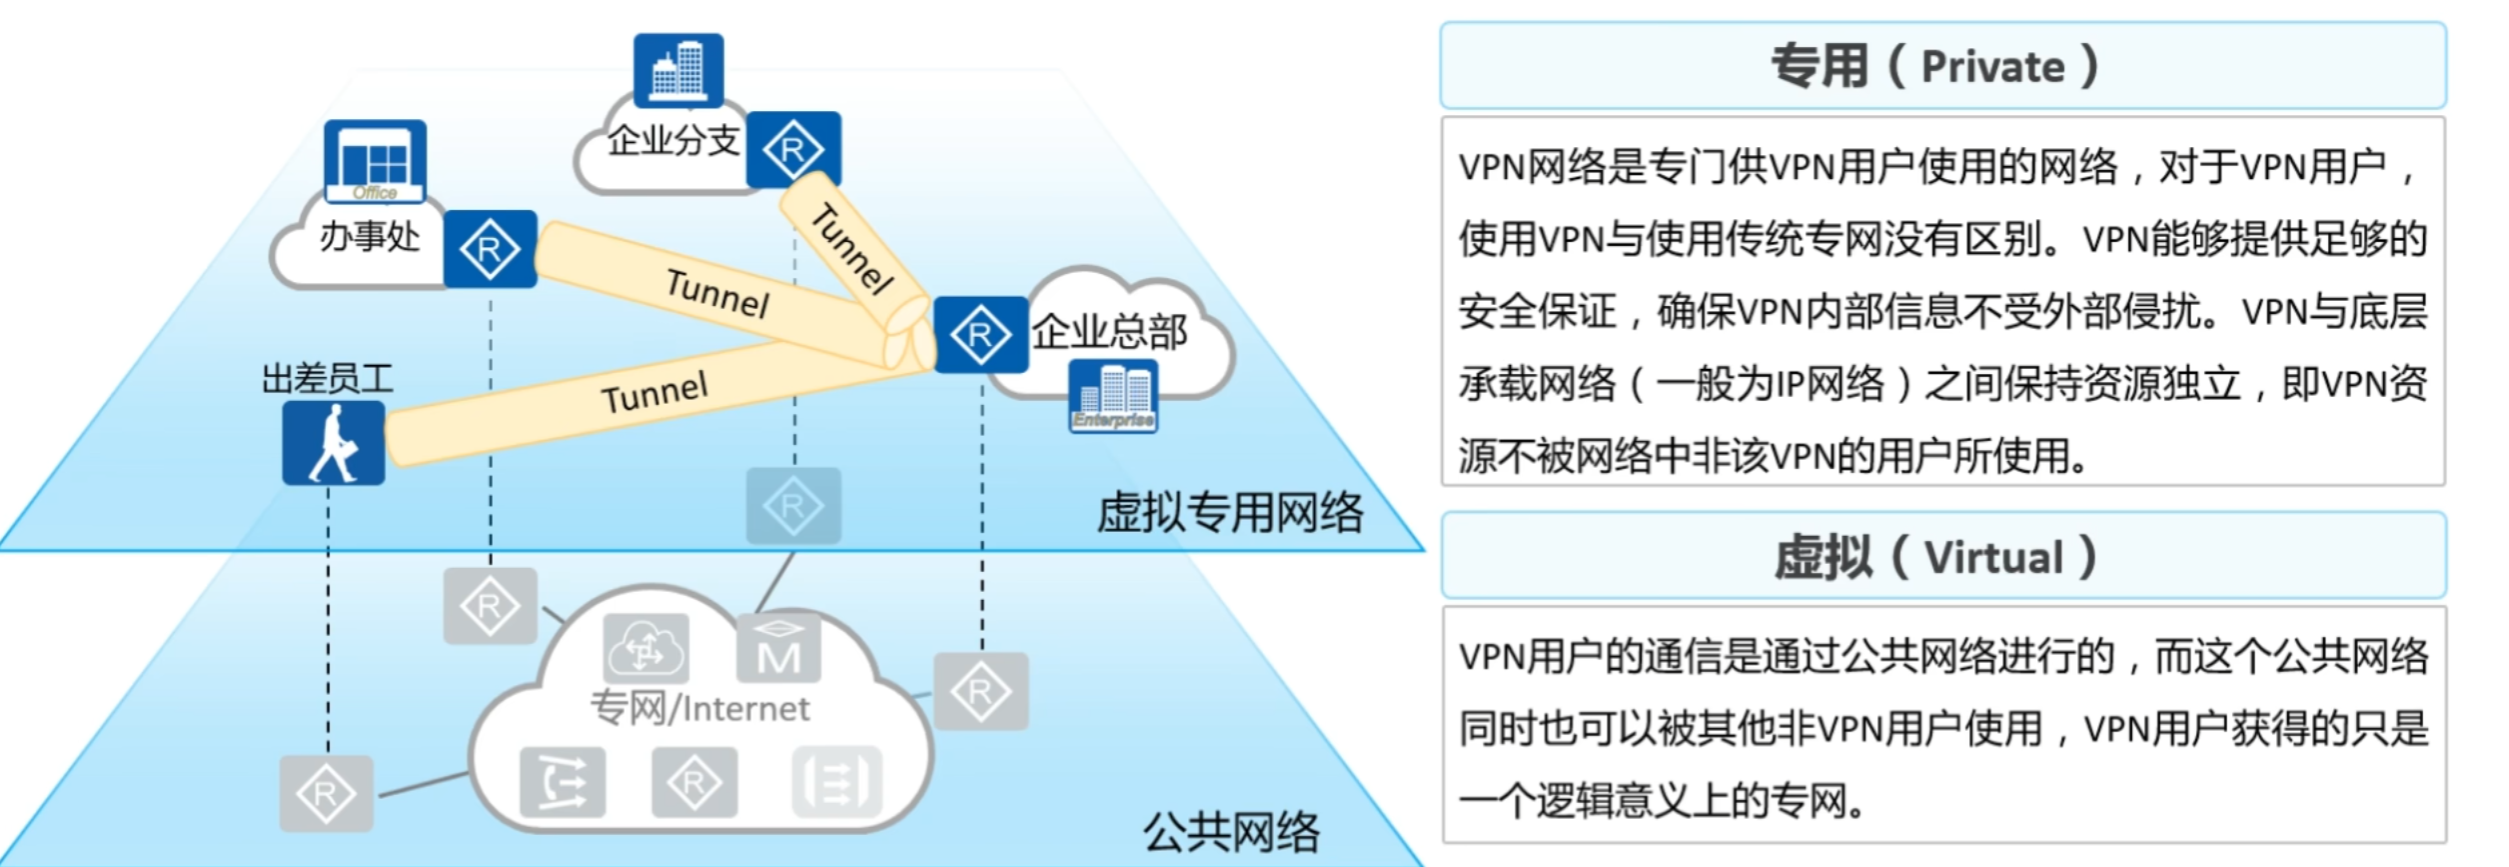 企业分支
R
Office
办事处
R
Tunnel
Tunnel
R
企业总部
Enterprise
出差员工
Tunnel
R
虚拟专用网络
R
M
专网/Internet
R
R
R
公共网络
专用（Private）
VPN网络是专门供VPN用户使用的网络，对于VPN用户，
使用VPN与使用传统专网没有区别。VPN能够提供足够的
安全保证，确保VPN内部信息不受外部侵扰。VPN与底层
承载网络（一般为IP网络）之间保持资源独立，即VPN资
源不被网络中非该VPN的用户所使用。
虚拟（Virtual）
VPN用户的通信是通过公共网络进行的，而这个公共网络
同时也可以被其他非VPN用户使用，VPN用户获得的只是
一个逻辑意义上的专网。